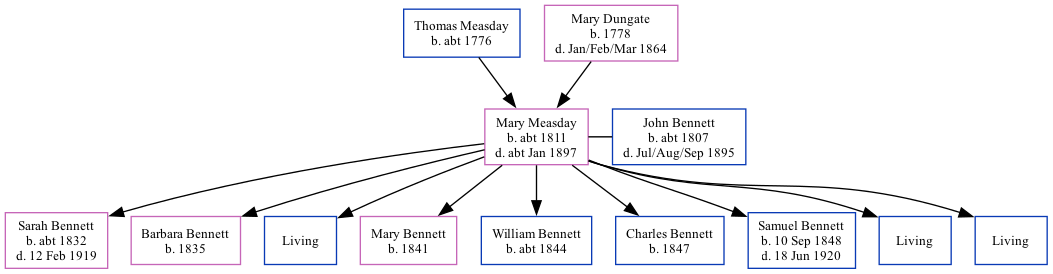 Thomas Measday
b. abt 1776
Mary Dungate
b. 1778
d. Jan/Feb/Mar 1864
Mary Measday
b. abt 1811
d. abt Jan 1897
John Bennett
b. abt 1807
d. Jul/Aug/Sep 1895
Sarah Bennett
b. abt 1832
d. 12 Feb 1919
Barbara Bennett
b. 1835
Living
Mary Bennett
b. 1841
William Bennett
b. abt 1844
Charles Bennett
b. 1847
Samuel Bennett
b. 10 Sep 1848
d. 18 Jun 1920
Living
Living